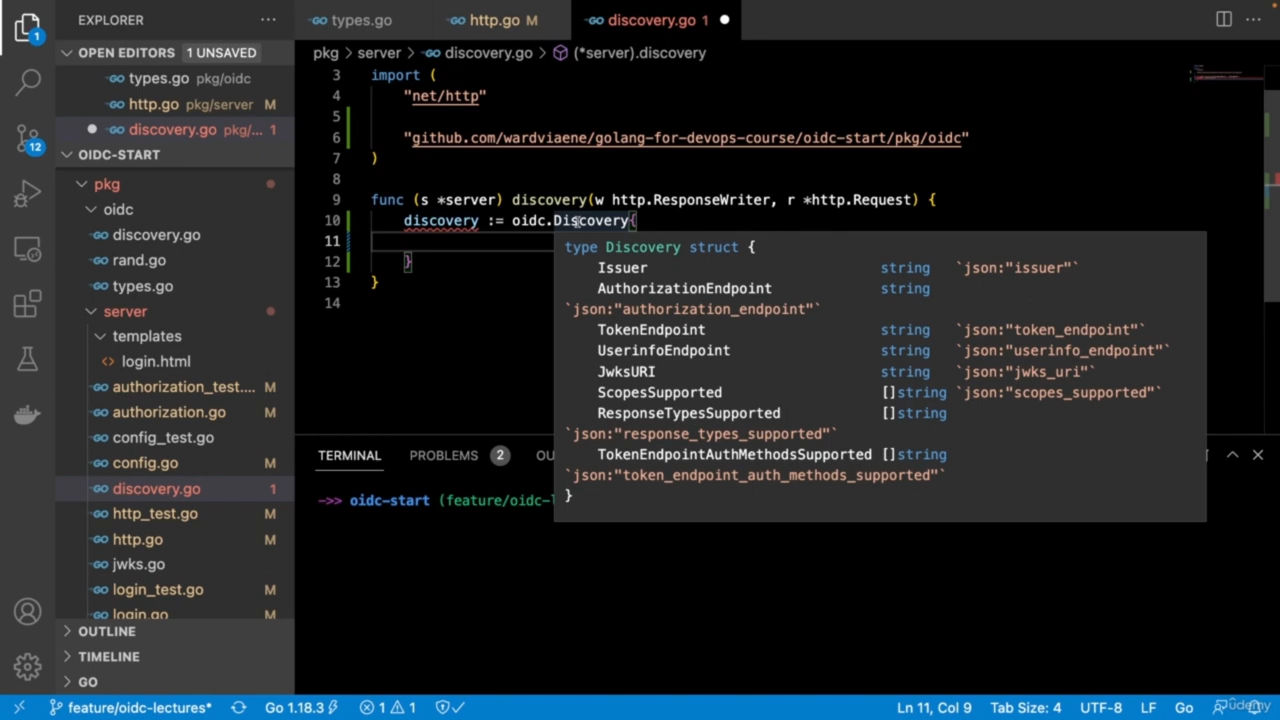 EXPLORER
types.go
http.go M
discovery.go 1
OPEN EDITORS 1 UNSAVED
types.go pkg/oidc
http.go pkg/server M
discovery.go pkg/... 1
OIDC-START
pkg
oidc
discovery.go
rand.go
types.go
server
templates
login.html
authorization_test.... M
authorization.go M
config_test.go
config.go M
discovery.go 1
http_test.go M
http.go M
jwks.go
login_test.go M
login.go M
OUTLINE
TIMELINE
GO
1
12
pkg > server > discovery.go > (*server).discovery
3 import (
4 "net/http"
5
6 "github.com/wardviaene/golang-for-devops-course/oidc-start/pkg/oidc"
7 )
8
9 func (s *server) discovery(w http.ResponseWriter, r *http.Request) {
10 discovery := oidc.Discovery{
11
12 }
13 }
14
type Discovery struct {
Issuer string `json:"issuer"`
AuthorizationEndpoint string
`json:"authorization_endpoint"`
TokenEndpoint string `json:"token_endpoint"`
UserinfoEndpoint string `json:"userinfo_endpoint"`
JwksURI string `json:"jwks_uri"`
ScopesSupported []string `json:"scopes_supported"`
ResponseTypesSupported []string
`json:"response_types_supported"`
TokenEndpointAuthMethodsSupported []string
`json:"token_endpoint_auth_methods_supported"`
}
TERMINAL PROBLEMS 2 OU
->> oidc-start (feature/oidc-l
feature/oidc-lectures* Go 1.18.3 1 1 Ln 11, Col 9 Tab Size: 4 UTF-8 LF Go
Udemy